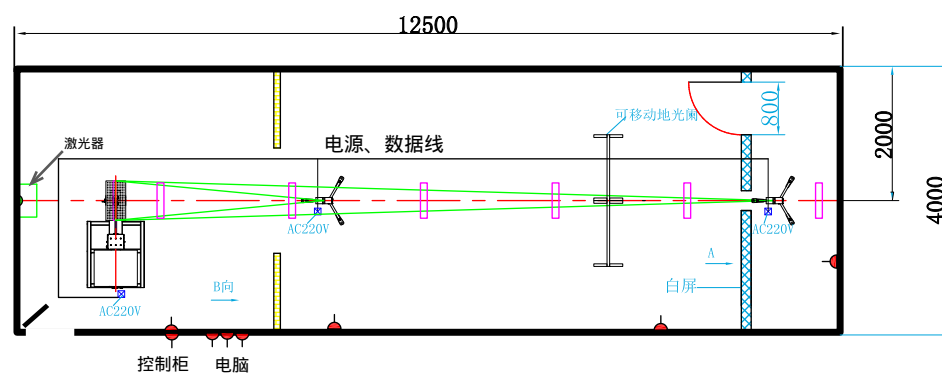 12500
激光器
电源、数据线
可移动地光阑
800
2000
4000
AC220V
AC220V
A
B向
白屏
AC220V
控制柜
电脑